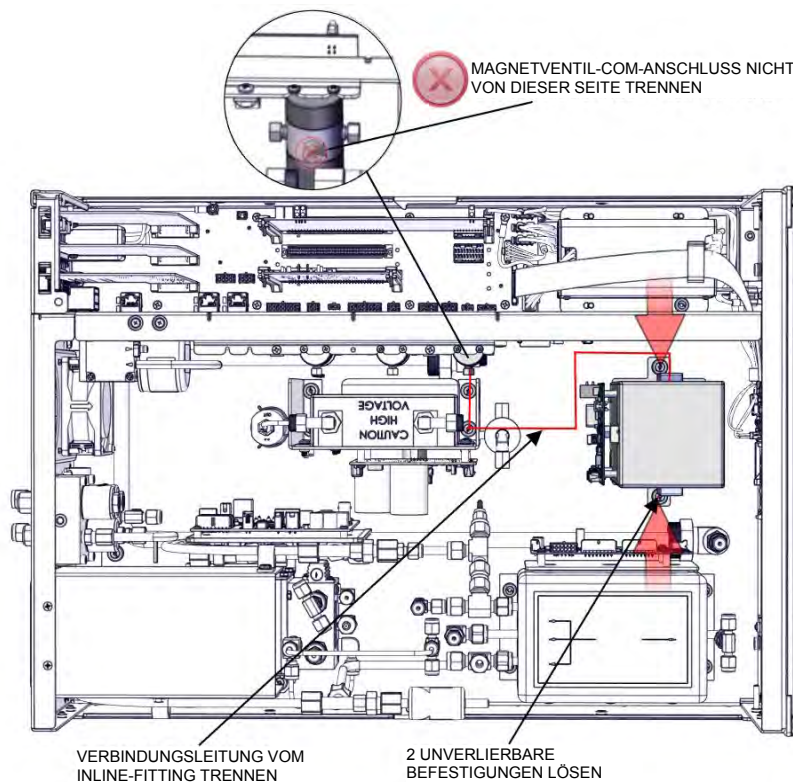 MAGNETVENTIL-COM-ANSCHLUSS NICHT
VON DIESER SEITE TRENNEN
CAUTION
HIGH
VOLTAGE
VERBINDUNGSLEITUNG VOM
INLINE-FITTING TRENNEN
2 UNVERLIERBARE
BEFESTIGUNGEN LÖSEN